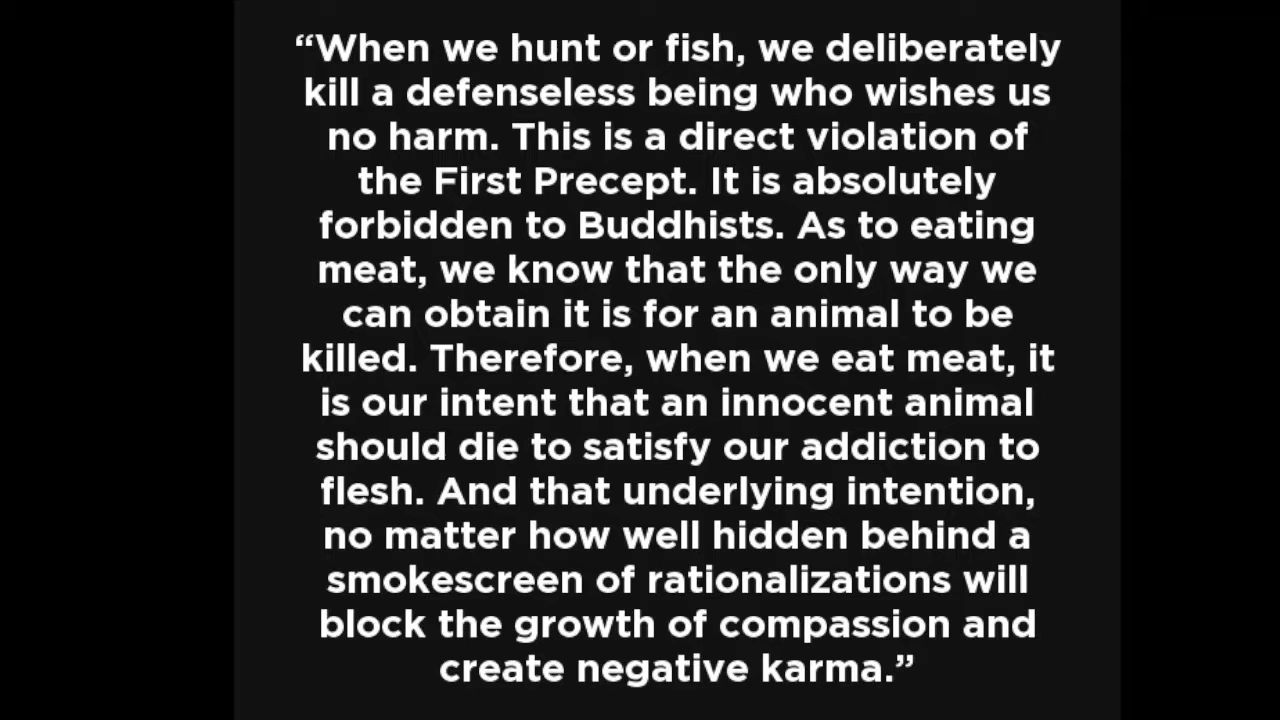 “When we hunt or fish, we deliberately
kill a defenseless being who wishes us
no harm. This is a direct violation of
the First Precept. It is absolutely
forbidden to Buddhists. As to eating
meat, we know that the only way we
can obtain it is for an animal to be
killed. Therefore, when we eat meat, it
is our intent that an innocent animal
should die to satisfy our addiction to
flesh. And that underlying intention,
no matter how well hidden behind a
smokescreen of rationalizations will
block the growth of compassion and
create negative karma.”